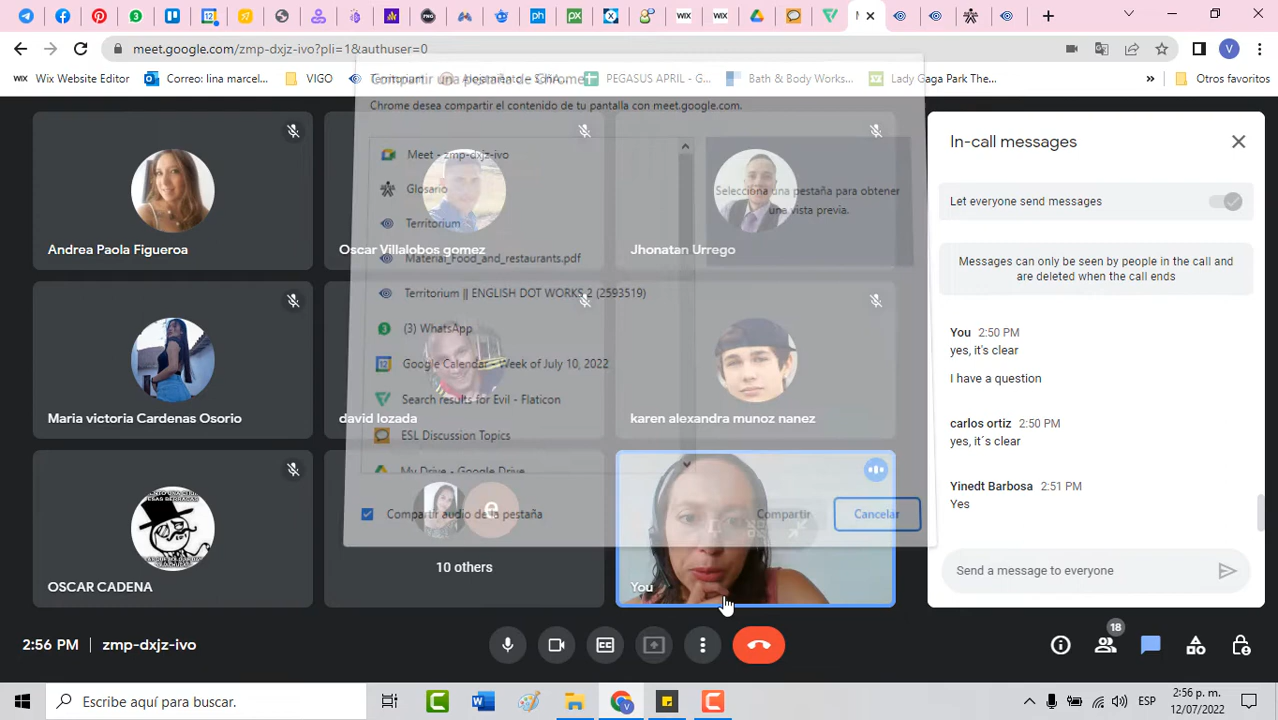 meet.google.com/zmp-dxjz-ivo?pli=1&authuser=0
Wix Website Editor
Correo: lina marcel...
VIGO
Territorium
PEGASUS APRIL - G...
Bath & Body Works...
Lady Gaga Park The...
Otros favoritos
Compartir una pestaña de Chrome
Chrome desea compartir el contenido de tu pantalla con meet.google.com.
Meet - zmp-dxjz-ivo
Glosario
Territorium
Material_Food_and_restaurants.pdf
Territorium || ENGLISH DOT WORKS 2 (2593519)
(3) WhatsApp
Google Calendar - Week of July 10, 2022
Search results for Evil - Flaticon
ESL Discussion Topics
My Drive - Google Drive
Selecciona una pestaña para obtener
una vista previa.
Compartir audio de la pestaña
Compartir
Cancelar
Andrea Paola Figueroa
Oscar Villalobos gomez
Jhonatan Urrego
Maria victoria Cardenas Osorio
david lozada
karen alexandra munoz nanez
OSCAR CADENA
10 others
You
In-call messages
Let everyone send messages
Messages can only be seen by people in the call and
are deleted when the call ends
You 2:50 PM
yes, it's clear
I have a question
carlos ortiz 2:50 PM
yes, it´s clear
Yinedt Barbosa 2:51 PM
Yes
Send a message to everyone
2:56 PM | zmp-dxjz-ivo
18
Escribe aquí para buscar.
ESP
2:56 p. m.
12/07/2022